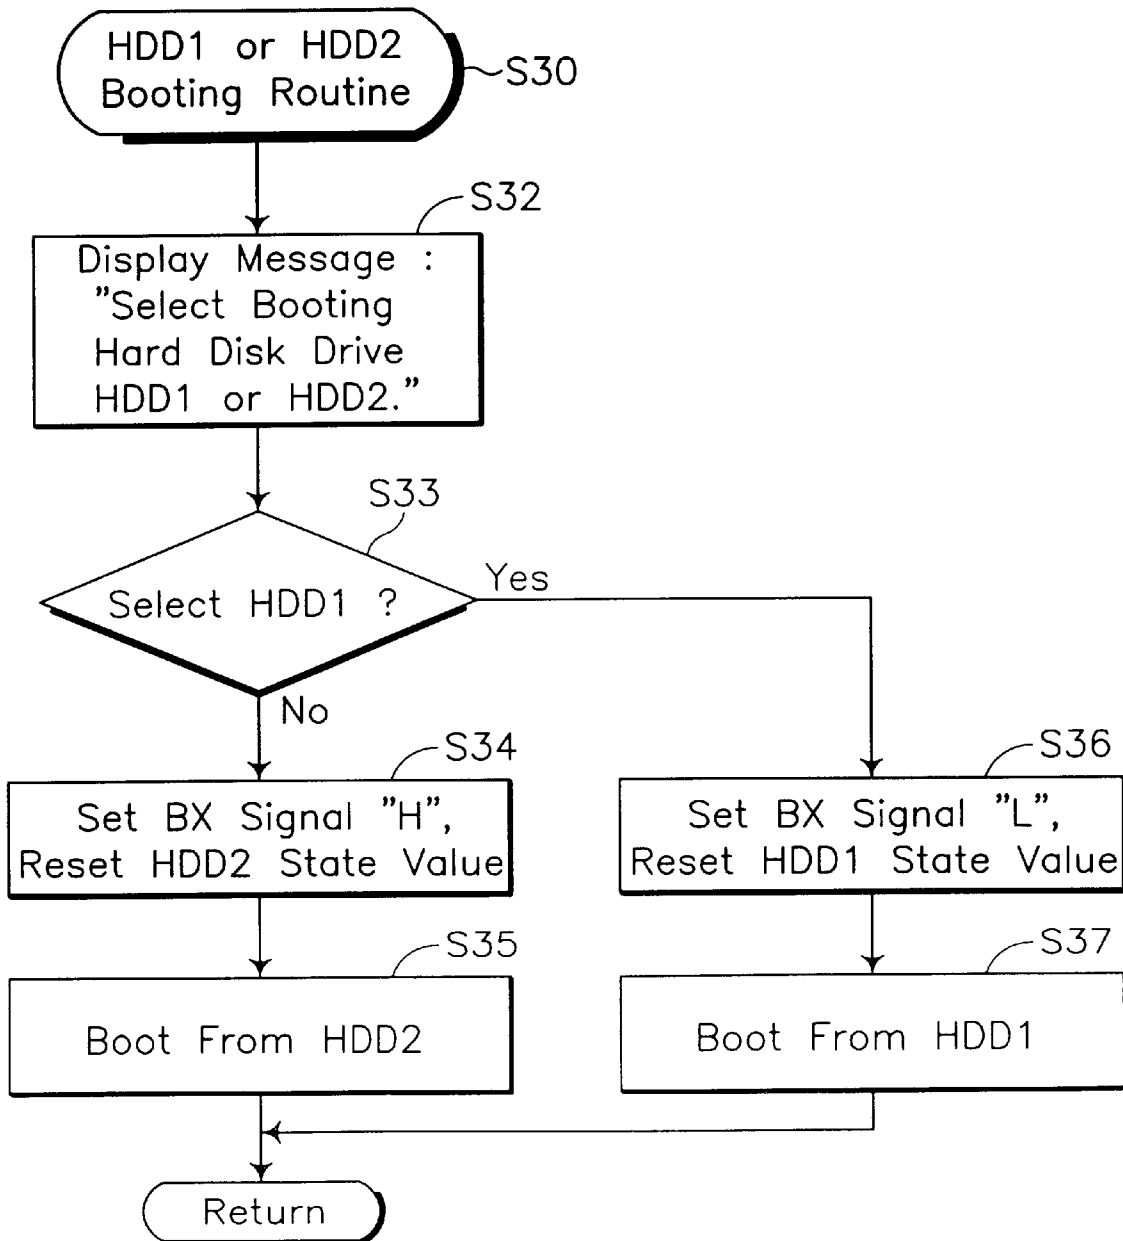 HDD1 or HDD2
Booting Routine
S30
S32
Display Message :
"Select Booting
Hard Disk Drive
HDD1 or HDD2."
S33
Select HDD1 ?
Yes
No
S34
Set BX Signal "H",
Reset HDD2 State Value
S36
Set BX Signal "L",
Reset HDD1 State Value
S35
Boot From HDD2
S37
Boot From HDD1
Return